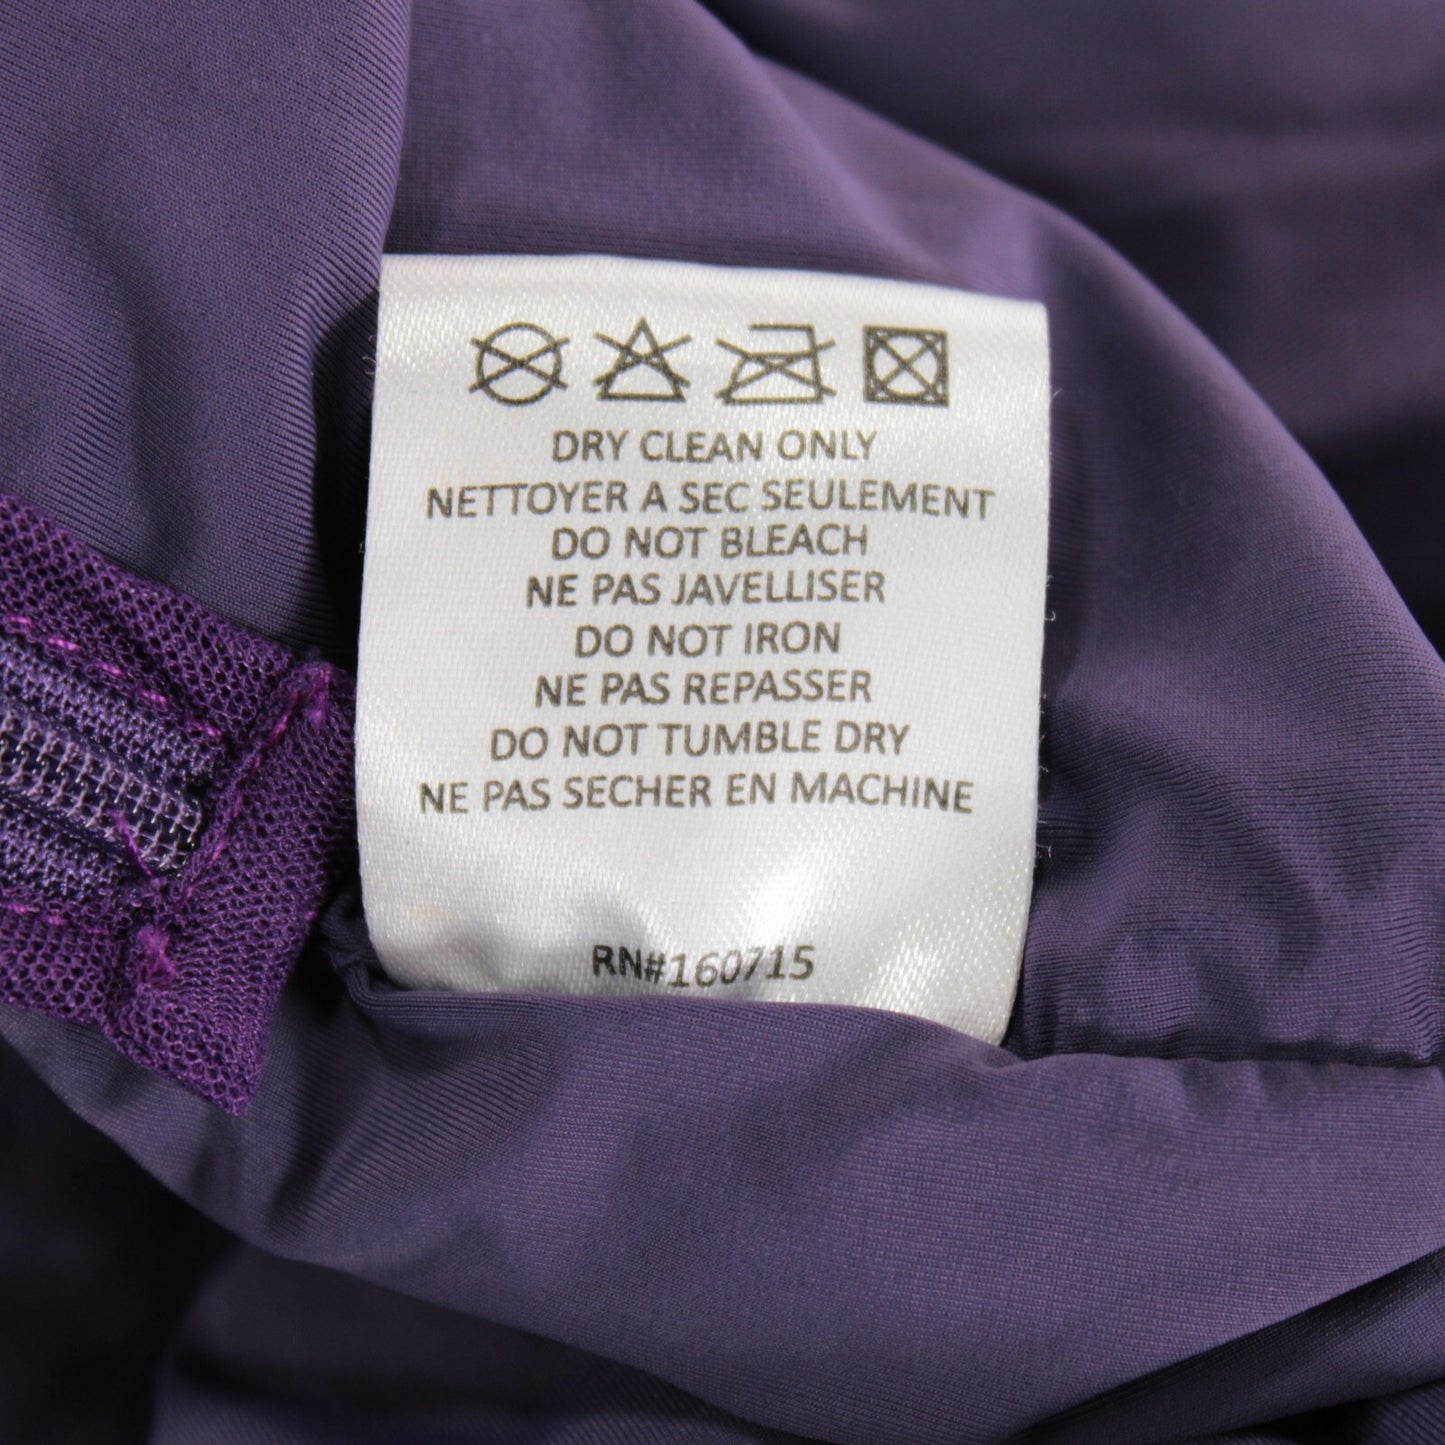 DRY CLEAN ONLY
NETTOYER A SEC SEULEMENT
DO NOT BLEACH
NE PAS JAVELLISER
DO NOT IRON
NE PAS REPASSER
DO NOT TUMBLE DRY
NE PAS SECHER EN MACHINE
RN#160715